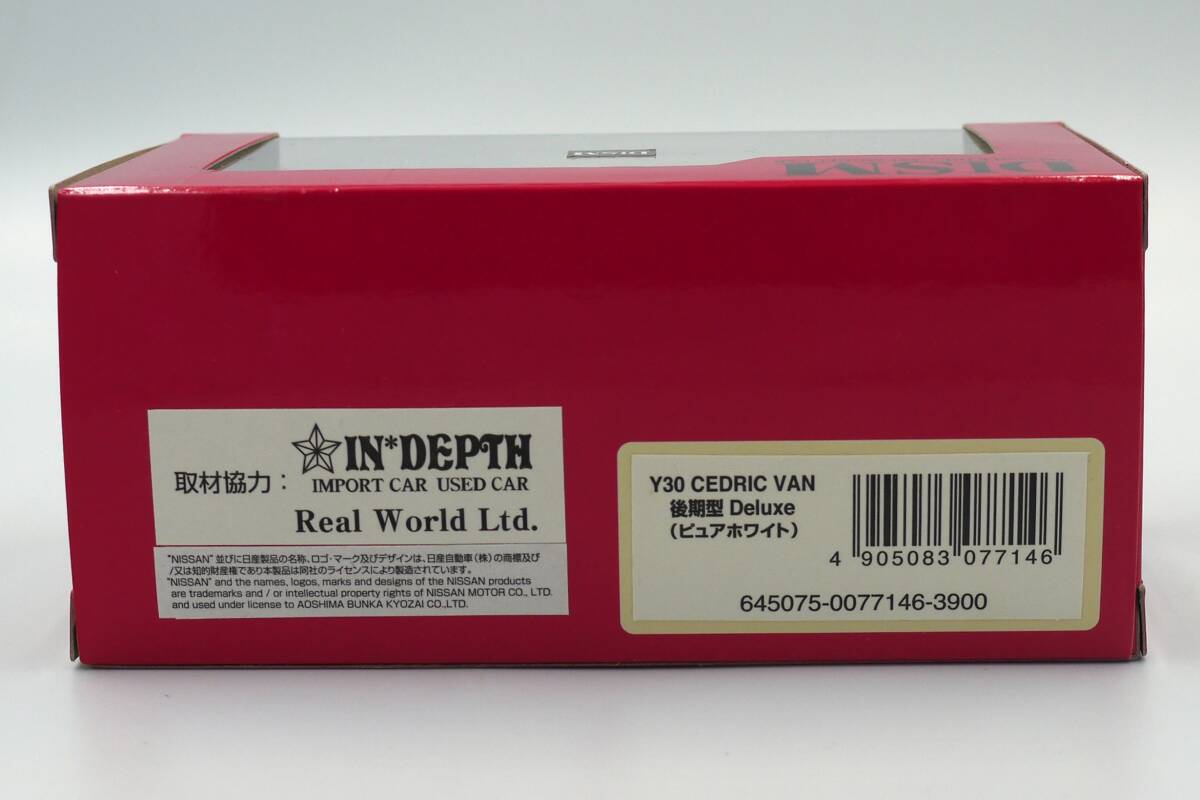 DISM
DISM
取材協力：
IN*DEPTH
IMPORT CAR USED CAR
Real World Ltd.
"NISSAN" 並びに日産製品の名称、ロゴ・マーク及びデザインは、日産自動車（株）の商標及び
/又は知的財産権であり本製品は同社のライセンスにより製造されています。
"NISSAN" and the names, logos, marks and designs of the NISSAN products
are trademarks and / or intellectual property rights of NISSAN MOTOR CO., LTD.
and used under license to AOSHIMA BUNKA KYOZAI CO.,LTD.
Y30 CEDRIC VAN
後期型 Deluxe
（ピュアホワイト）
4 905083 077146
645075-0077146-3900